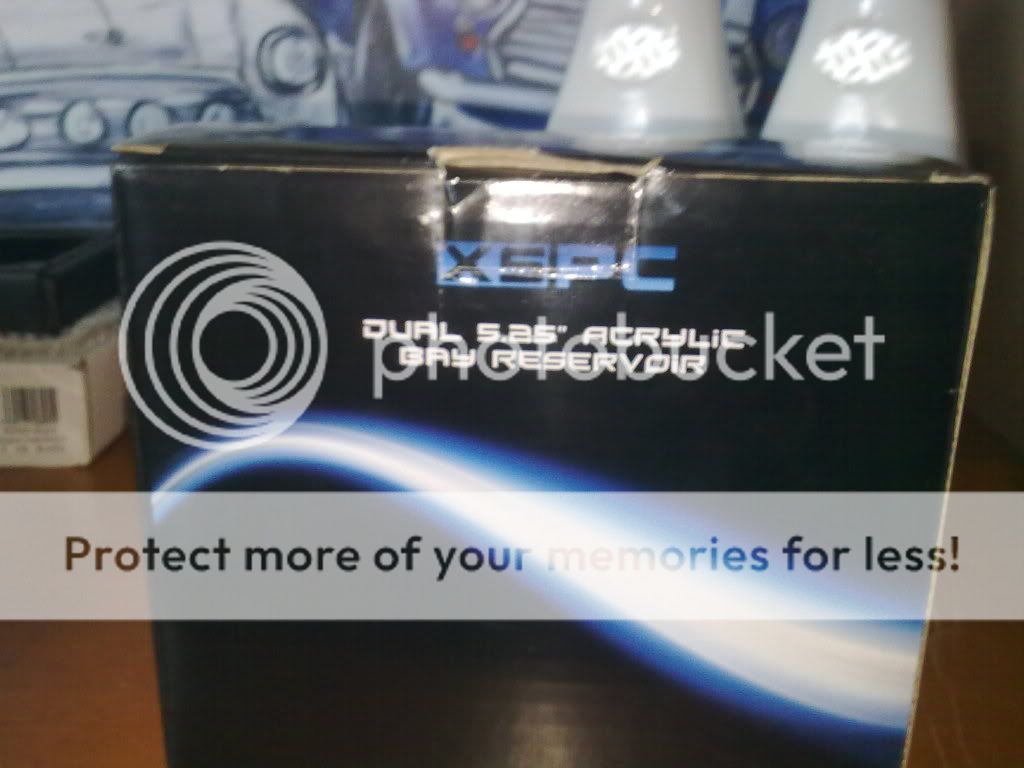 XSPC
DUAL 5.25" ACRYLIC
BAY RESERVOIR
photobucket
Protect more of your memories for less!